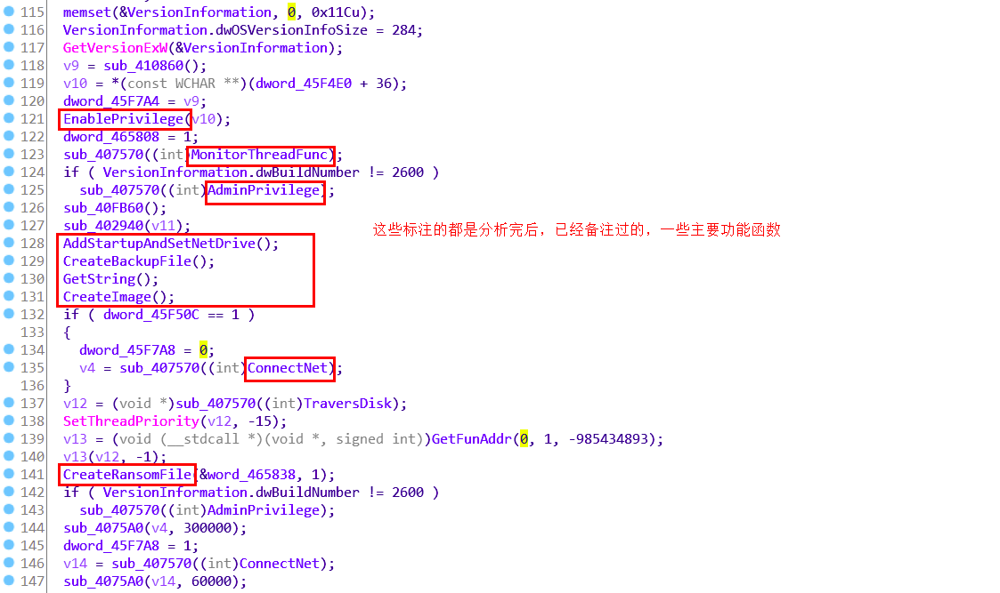 115 memset(&VersionInformation, 0, 0x11Cu);
116 VersionInformation.dwOSVersionInfoSize = 284;
117 GetVersionExW(&VersionInformation);
118 v9 = sub_410860();
119 v10 = *(const WCHAR **)(dword_45F4E0 + 36);
120 dword_45F7A4 = v9;
121 EnablePrivilege(v10);
122 dword_465808 = 1;
123 sub_407570((int)MonitorThreadFunc);
124 if ( VersionInformation.dwBuildNumber != 2600 )
125 sub_407570((int)AdminPrivilege);
126 sub_40FB60();
127 sub_402940(v11);
这些标注的都是分析完后，已经备注过的，一些主要功能函数
128 AddStartupAndSetNetDrive();
129 CreateBackupFile();
130 GetString();
131 CreateImage();
132 if ( dword_45F50C == 1 )
133 {
134 dword_45F7A8 = 0;
135 v4 = sub_407570((int)ConnectNet);
136 }
137 v12 = (void *)sub_407570((int)TraversDisk);
138 SetThreadPriority(v12, -15);
139 v13 = (void (__stdcall *)(void *, signed int))GetFunAddr(0, 1, -985434893);
140 v13(v12, -1);
141 CreateRansomFile(&word_465838, 1);
142 if ( VersionInformation.dwBuildNumber != 2600 )
143 sub_407570((int)AdminPrivilege);
144 sub_4075A0(v4, 300000);
145 dword_45F7A8 = 1;
146 v14 = sub_407570((int)ConnectNet);
147 sub_4075A0(v14, 60000);